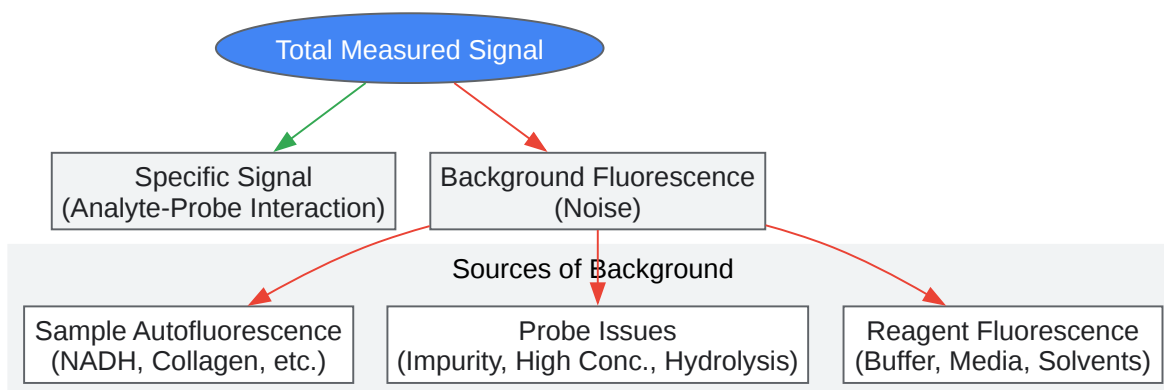 Total Measured Signal
Specific Signal
(Analyte-Probe Interaction)
Background Fluorescence
(Noise)
Sources of Background
Sample Autofluorescence
(NADH, Collagen, etc.)
Probe Issues
(Impurity, High Conc., Hydrolysis)
Reagent Fluorescence
(Buffer, Media, Solvents)